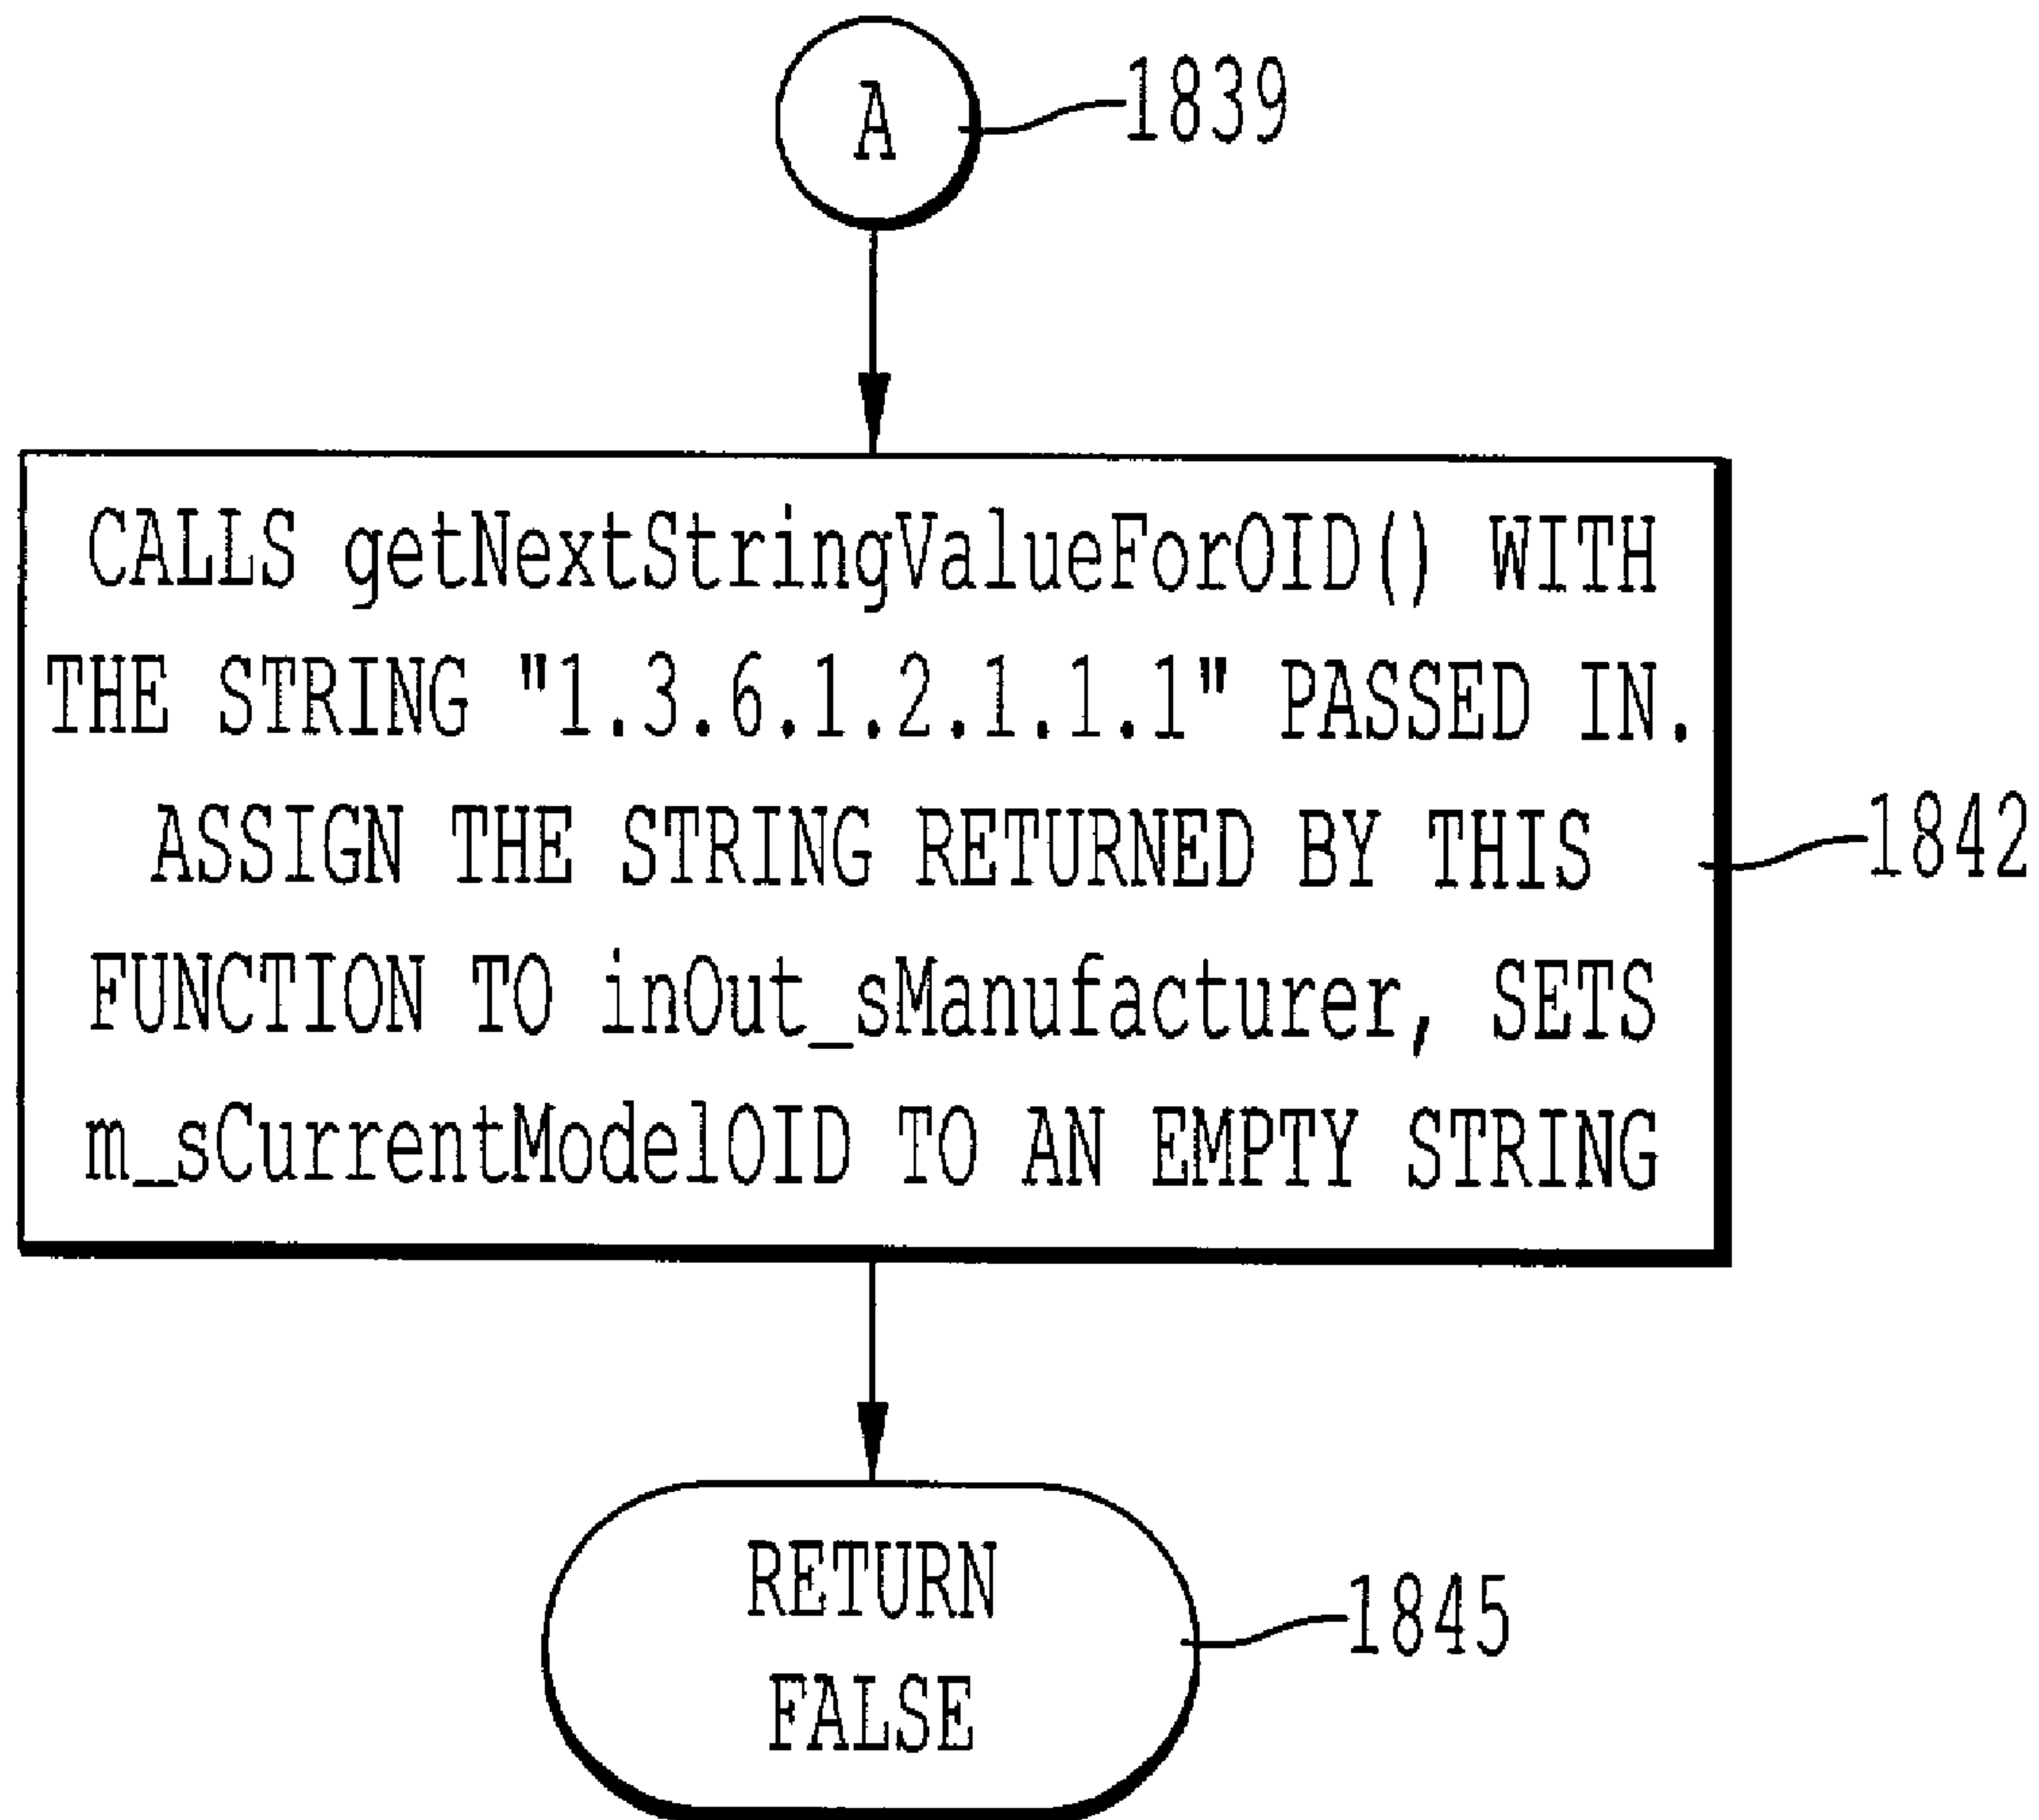 A
1839
CALLS getNextStringValueForOID() WITH
THE STRING "1.3.6.1.2.1.1.1" PASSED IN.
ASSIGN THE STRING RETURNED BY THIS
FUNCTION TO inOut_sManufacturer, SETS
m_sCurrentModelOID TO AN EMPTY STRING
1842
RETURN
FALSE
1845